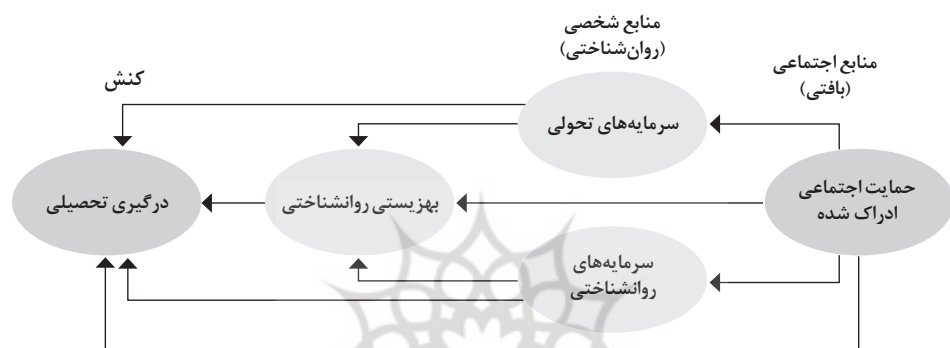 منابع شخصی
(روان‌شناختی)
منابع اجتماعی
(بافتی)
کنش
سرمایه‌های تحولی
حمایت اجتماعی
ادراک شده
بهزیستی روانشناختی
درگیری تحصیلی
سرمایه‌های
روانشناختی